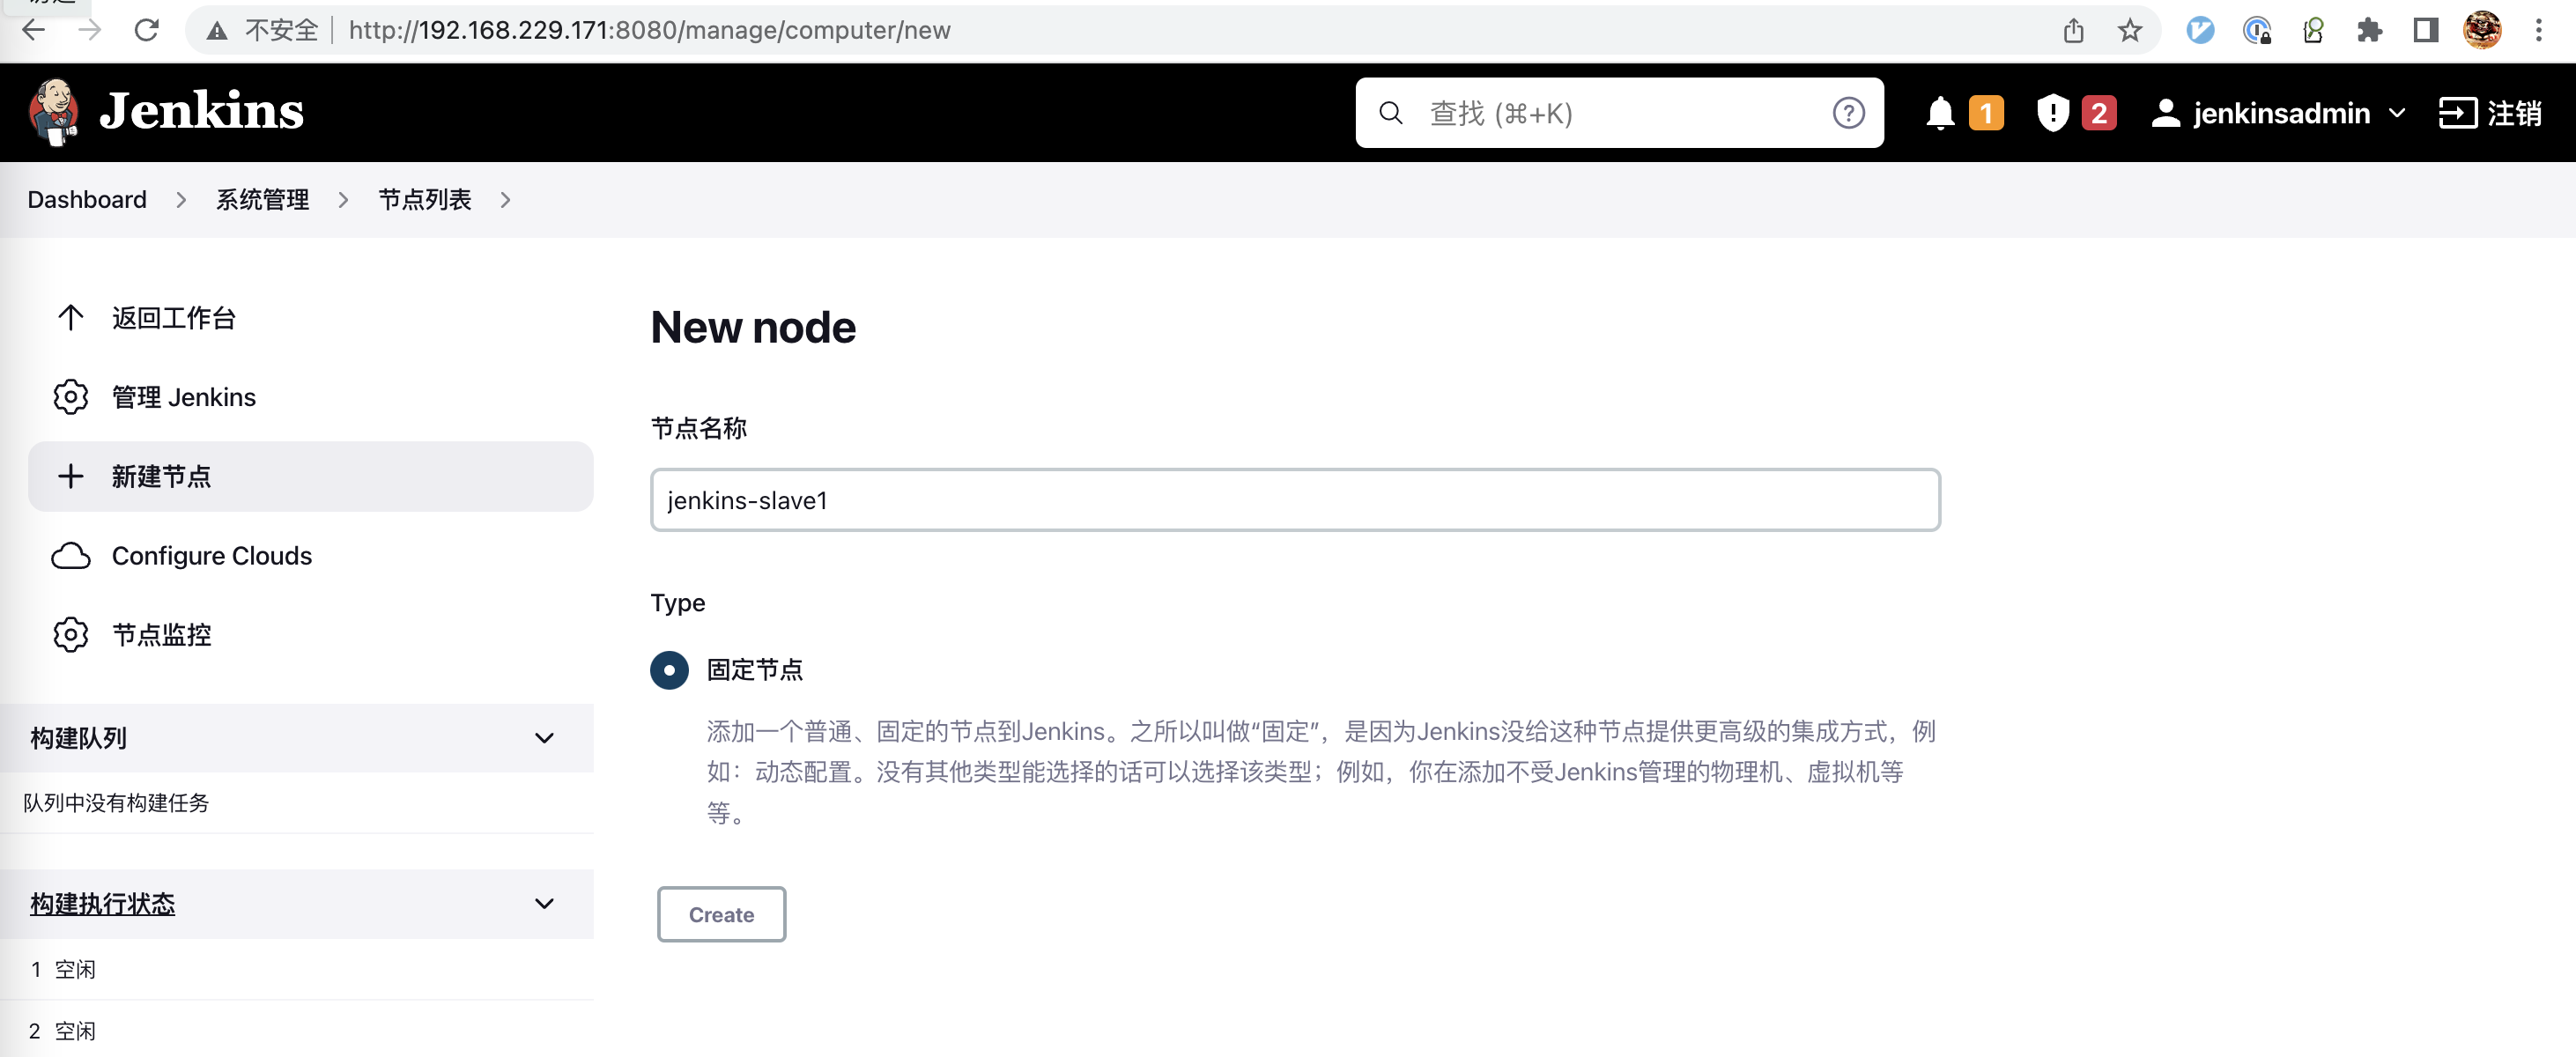 不安全 http://192.168.229.171:8080/manage/computer/new
Jenkins
查找 (⌘+K)
1
2
jenkinsadmin
注销
Dashboard
系统管理
节点列表
返回工作台
管理 Jenkins
新建节点
Configure Clouds
节点监控
构建队列
队列中没有构建任务
构建执行状态
1 空闲
2 空闲
New node
节点名称
jenkins-slave1
Type
固定节点
添加一个普通、固定的节点到Jenkins。之所以叫做“固定”，是因为Jenkins没给这种节点提供更高级的集成方式，例
如：动态配置。没有其他类型能选择的话可以选择该类型；例如，你在添加不受Jenkins管理的物理机、虚拟机等
等。
Create